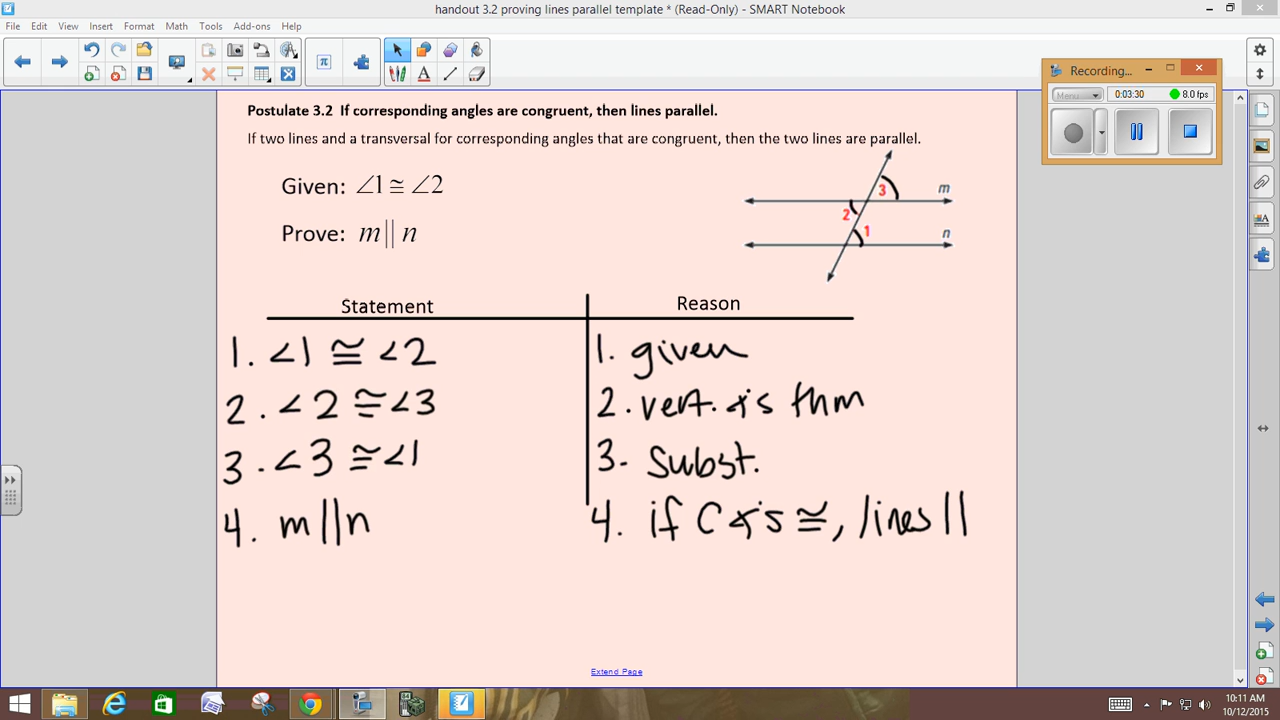 handout 3.2 proving lines parallel template * (Read-Only) - SMART Notebook
File Edit View Insert Format Math Tools Add-ons Help
Recording...
Menu 0:03:30 8.0 fps
Postulate 3.2 If corresponding angles are congruent, then lines parallel.
If two lines and a transversal for corresponding angles that are congruent, then the two lines are parallel.
Given: ∠1 ≅ ∠2
Prove: m || n
3 m
2
1 n
Statement Reason
1. ∠1 ≅ ∠2 1. given
2. ∠2 ≅ ∠3 2. vert. ∡'s thm
3. ∠3 ≅ ∠1 3. Subst.
4. m || n 4. if C ∡'s ≅, lines ||
Extend Page
10:11 AM
10/12/2015